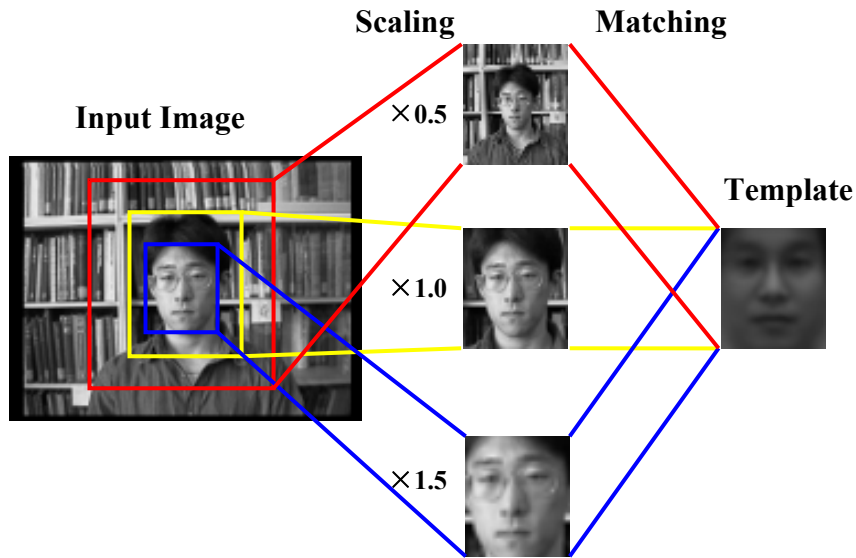 Scaling
Matching
Input Image
×0.5
Template
×1.0
×1.5